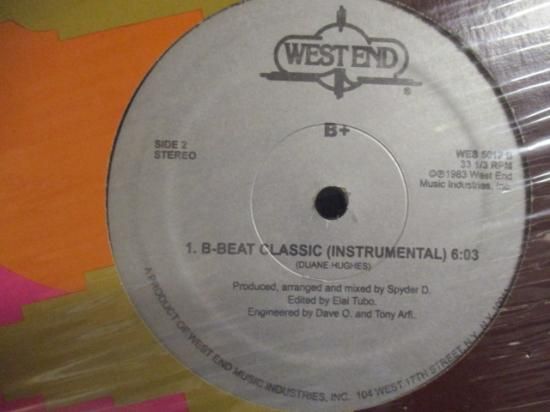 WEST END
®
B+
SIDE 2
STEREO
WES 5012 B
33 1/3 RPM
©℗1983 West End
Music Industries, Inc.
1. B-BEAT CLASSIC (INSTRUMENTAL) 6:03
(DUANE HUGHES)
Produced, arranged and mixed by Spyder D.
Edited by Elai Tubo.
Engineered by Dave O. and Tony Arfi.
A PRODUCT OF WEST END MUSIC INDUSTRIES, INC. 104 WEST 17TH STREET, N.Y., N.Y.